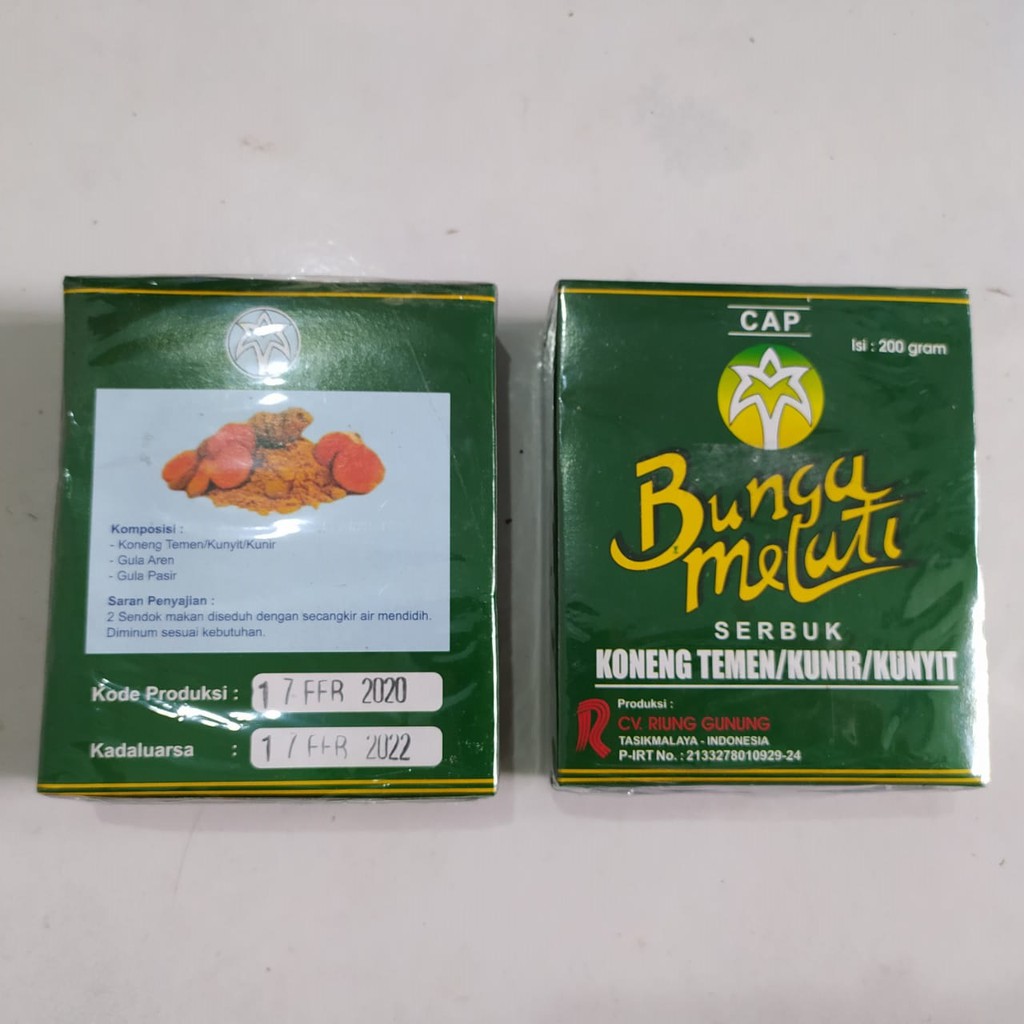 Komposisi :
- Koneng Temen/Kunyit/Kunir
- Gula Aren
- Gula Pasir
Saran Penyajian :
2 Sendok makan diseduh dengan secangkir air mendidih.
Diminum sesuai kebutuhan.
Kode Produksi : 17 FEB 2020
Kadaluarsa : 17 FEB 2022
CAP
Isi : 200 gram
Bunga
Melati
SERBUK
KONENG TEMEN/KUNIR/KUNYIT
R
Produksi :
CV. RIUNG GUNUNG
TASIKMALAYA - INDONESIA
P-IRT No. : 2133278010929-24